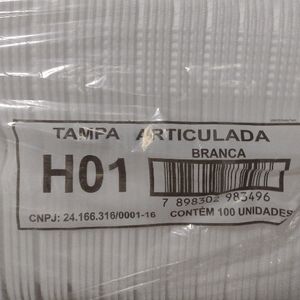 TAMPA ARTICULADA
BRANCA
H01
7 898302 983496
CNPJ: 24.166.316/0001-16 CONTÉM 100 UNIDADES